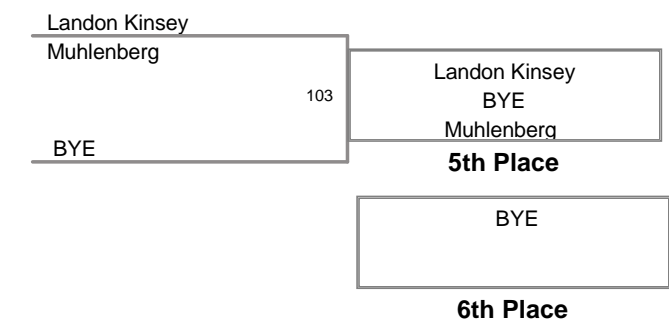 Landon Kinsey
Muhlenberg
103
BYE
Landon Kinsey
BYE
Muhlenberg
5th Place
BYE
6th Place